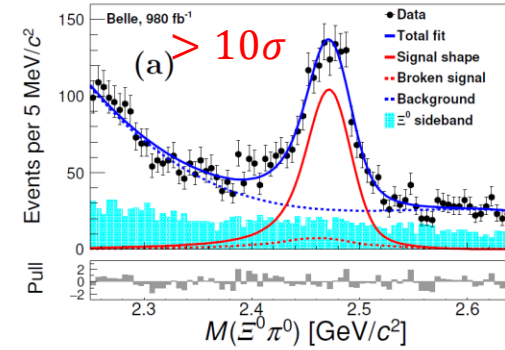 Belle, 980 fb⁻¹
(a) > 10σ
Data
Total fit
Signal shape
Broken signal
Background
Ξ⁰ sideband
Events per 5 MeV/c²
150
100
50
0
Pull
2
0
−2
2.3 2.4 2.5 2.6
M(Ξ⁰π⁰) [GeV/c²]